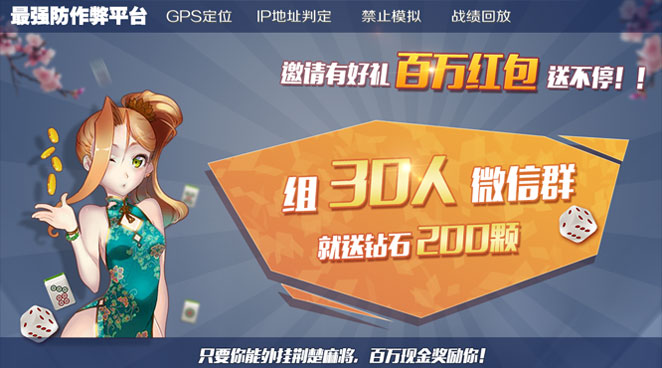 最强防作弊平台 GPS定位 IP地址判定 禁止模拟 战绩回放
邀请有好礼 百万红包 送不停！！
组 30人 微信群
就送钻石 200颗
只要你能外挂荆楚麻将，百万现金奖励你！